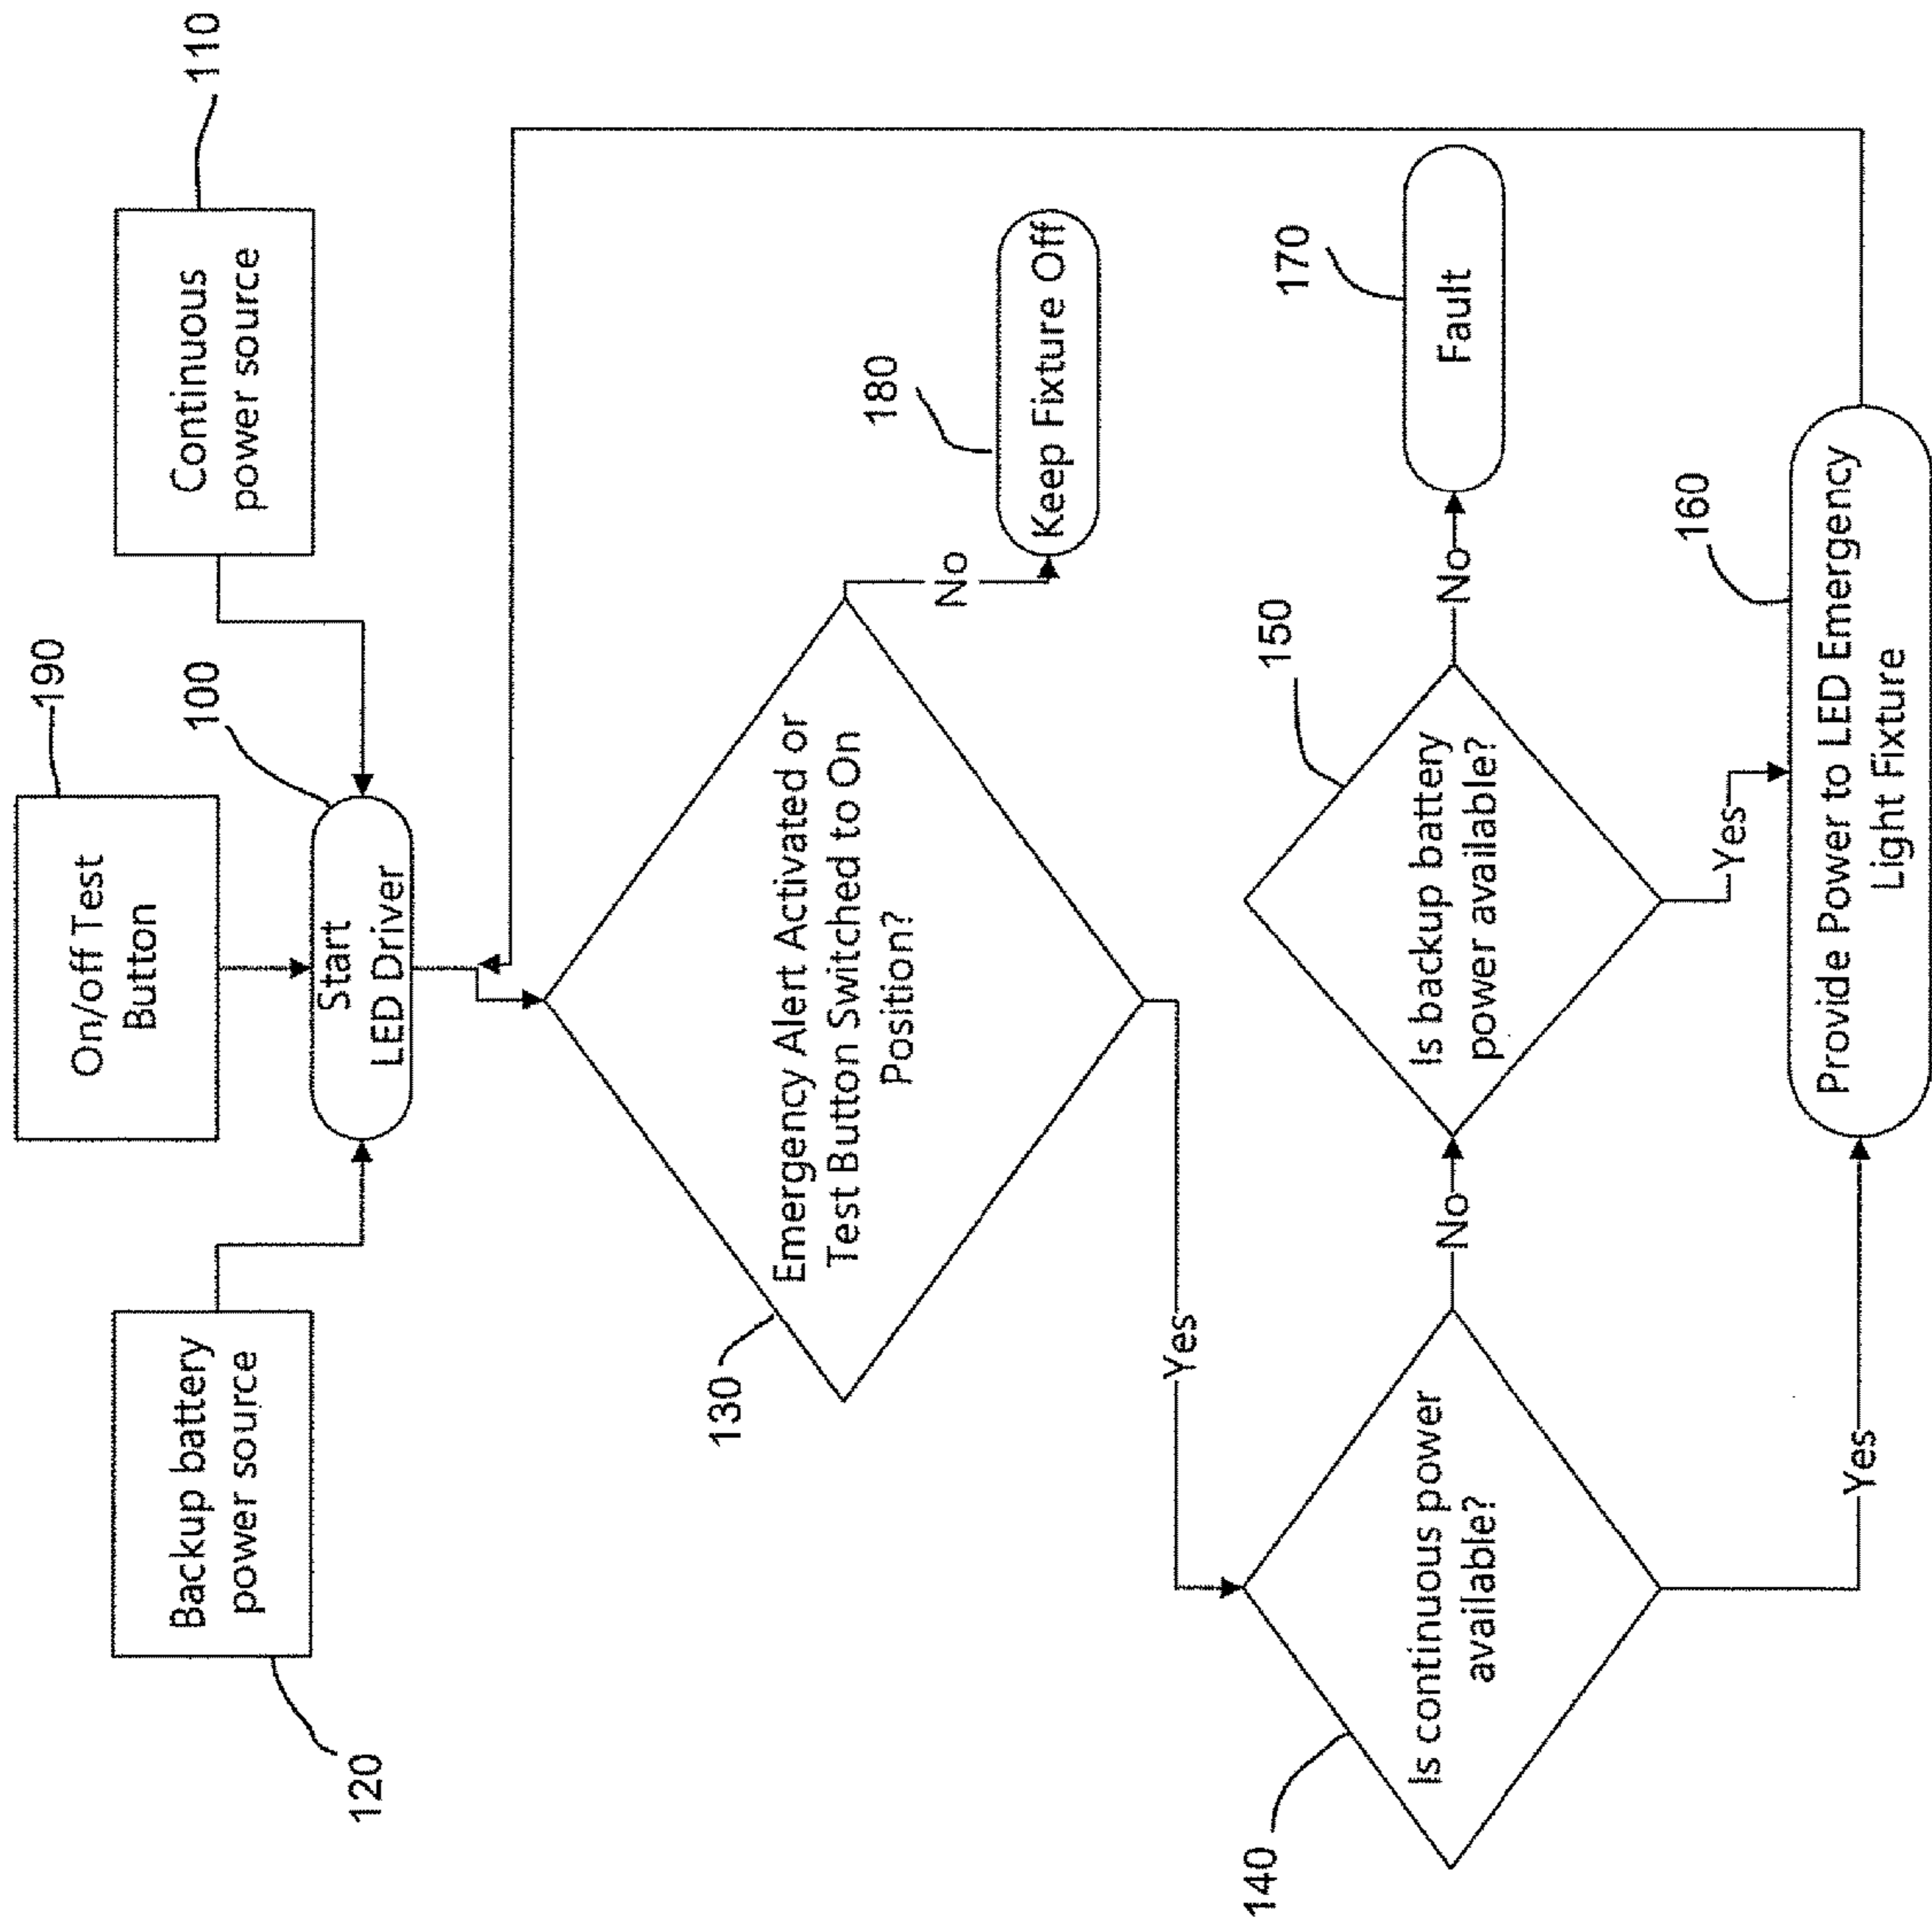 On/off Test
Button
190
Backup battery
power source
120
Continuous
power source
110
100
Start
LED Driver
130
Emergency Alert Activated or
Test Button Switched to On
Position?
No
180
Keep Fixture Off
Yes
140
Is continuous power
available?
No
150
Is backup battery
power available?
No
170
Fault
Yes
Yes
160
Provide Power to LED Emergency
Light Fixture